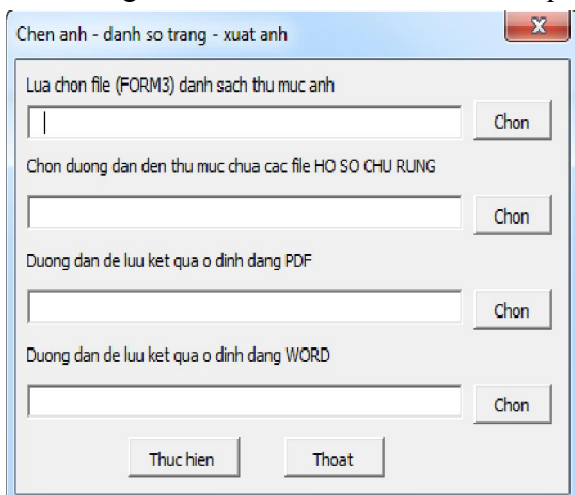 Chen anh - danh so trang - xuat anh
Lua chon file (FORM3) danh sach thu muc anh
Chon
Chon duong dan den thu muc chua cac file HO SO CHU RUNG
Chon
Duong dan de luu ket qua o dinh dang PDF
Chon
Duong dan de luu ket qua o dinh dang WORD
Chon
Thuc hien Thoat